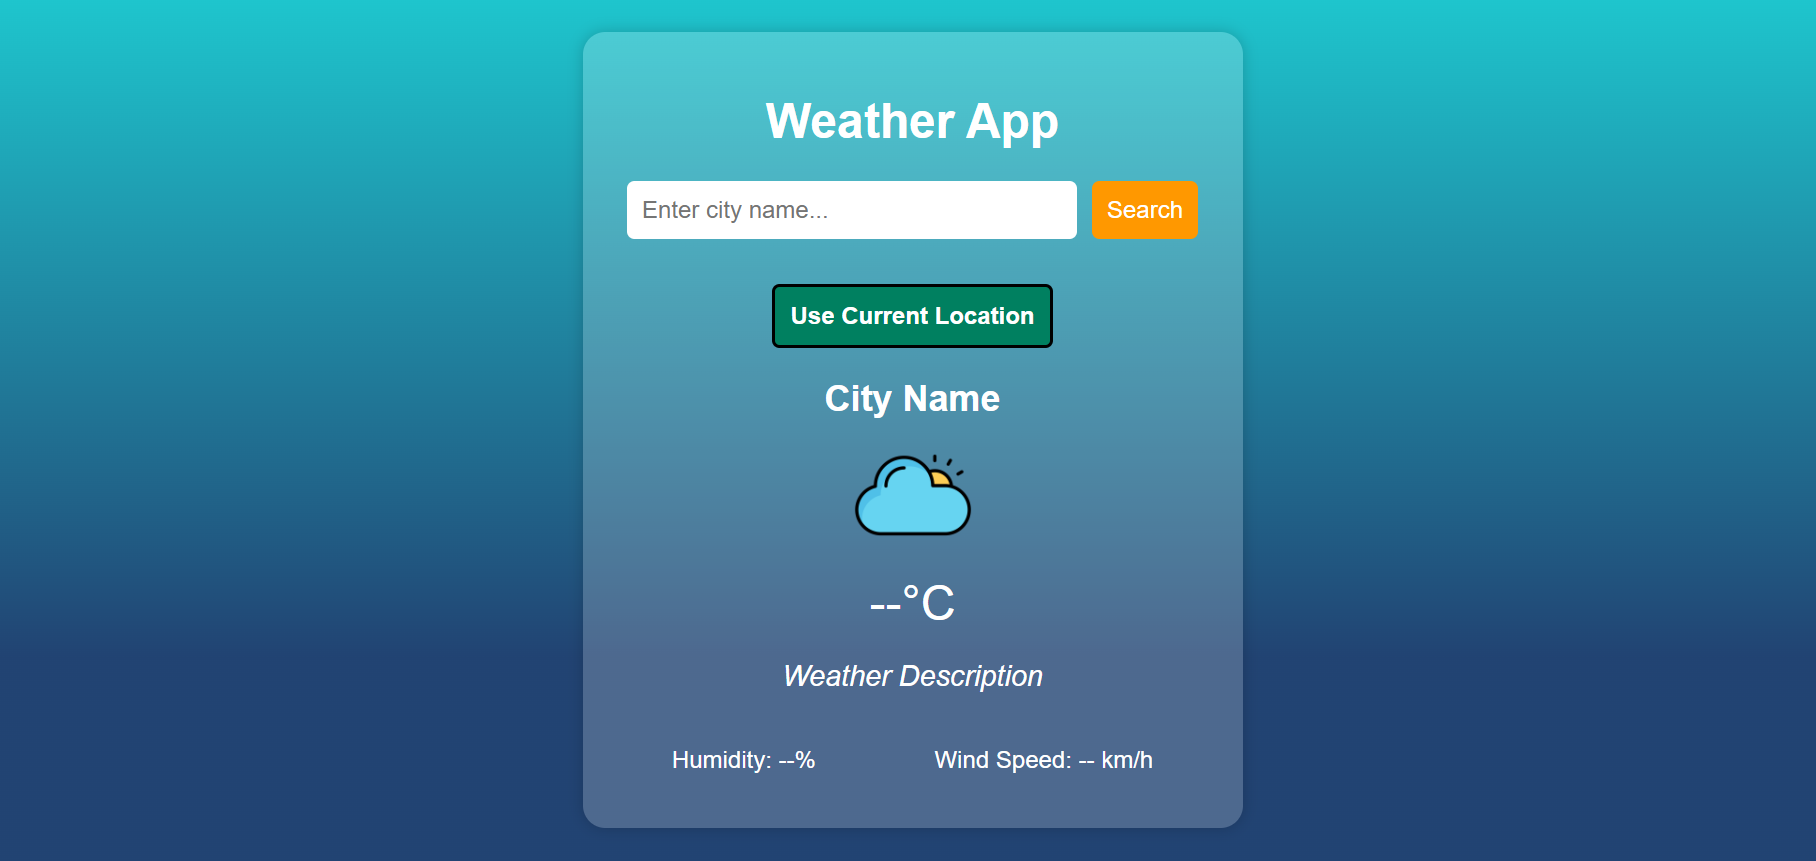 Weather App
Enter city name... Search
Use Current Location
City Name
--°C
Weather Description
Humidity: --% Wind Speed: -- km/h